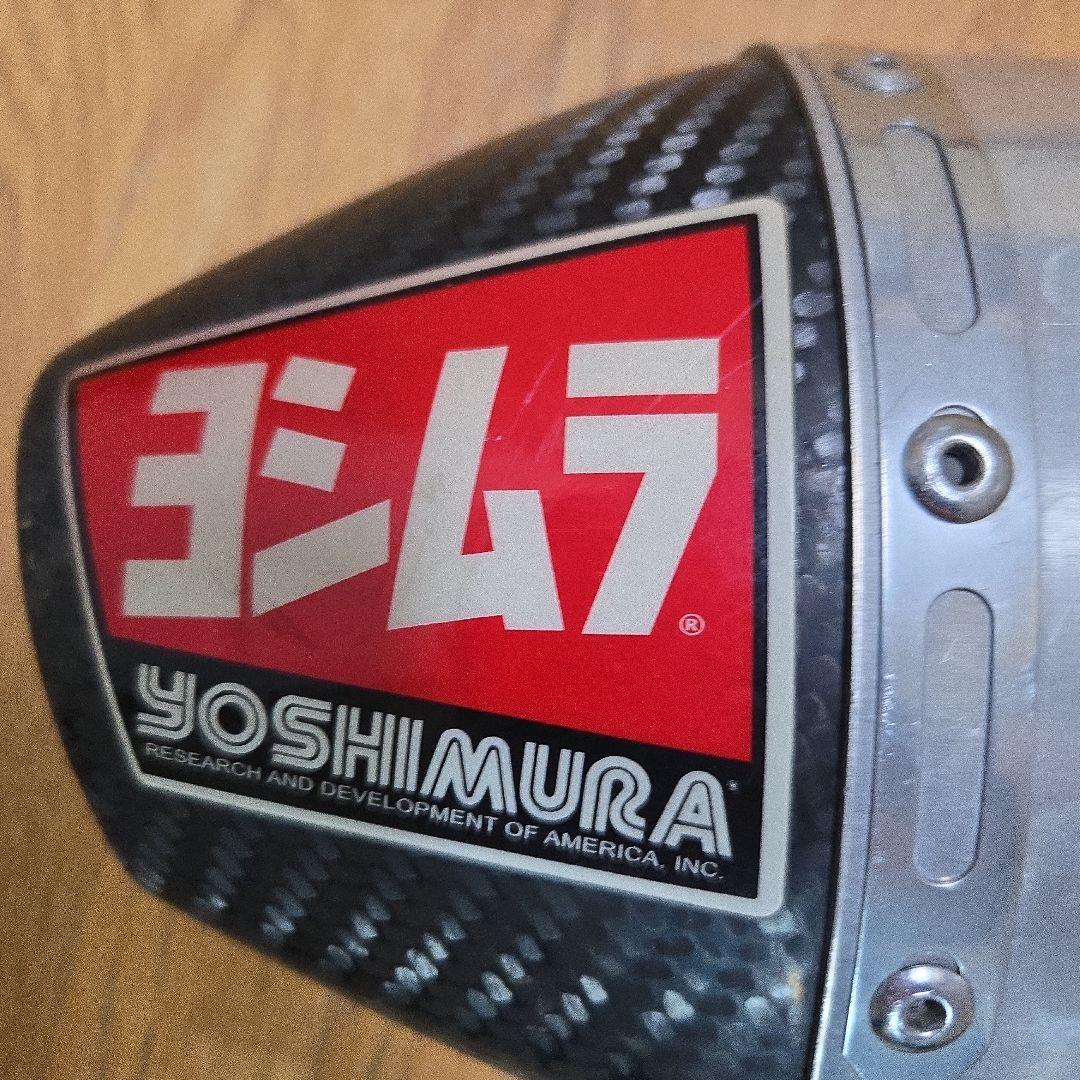 ヨシムラ®
YOSHIMURA
RESEARCH AND DEVELOPMENT OF AMERICA, INC.